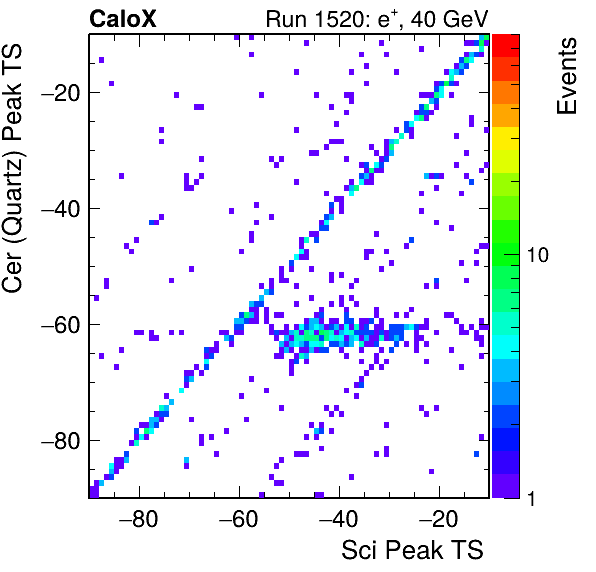 CaloX Run 1520: e+, 40 GeV
Events
Cer (Quartz) Peak TS
−20
−40
−60
−80
10
1
−80 −60 −40 −20
Sci Peak TS